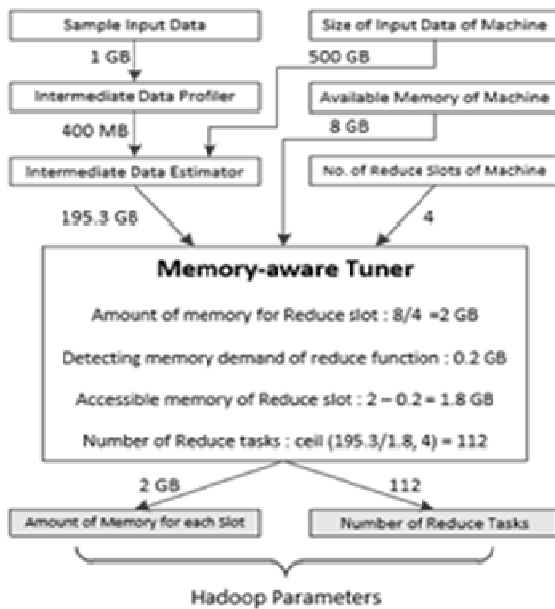 Sample Input Data
Size of Input Data of Machine
1 GB
500 GB
Intermediate Data Profiler
Available Memory of Machine
400 MB
8 GB
Intermediate Data Estimator
No. of Reduce Slots of Machine
195.3 GB
4
Memory-aware Tuner
Amount of memory for Reduce slot : 8/4 =2 GB
Detecting memory demand of reduce function : 0.2 GB
Accessible memory of Reduce slot : 2 – 0.2 = 1.8 GB
Number of Reduce tasks : ceil (195.3/1.8, 4) = 112
2 GB
112
Amount of Memory for each Slot
Number of Reduce Tasks
Hadoop Parameters